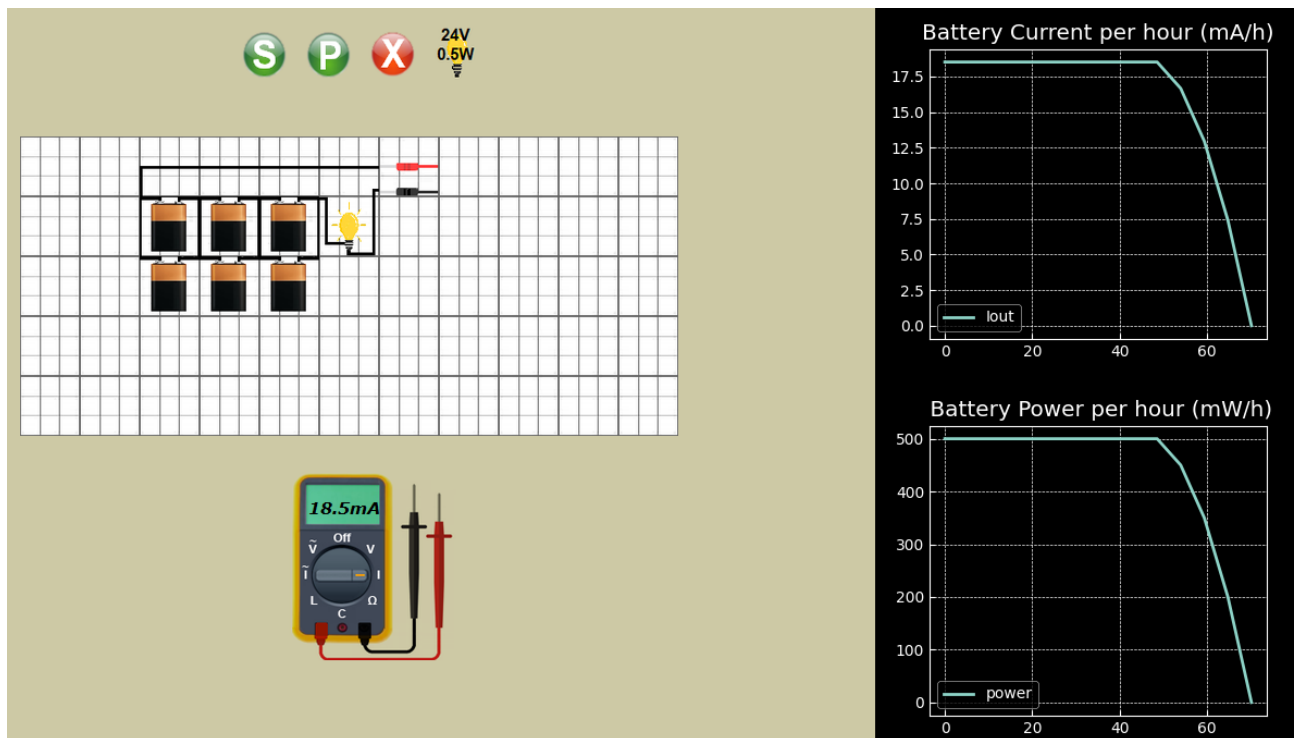 S P X 24V
0.5W
18.5mA
Off
Ṽ V
Ĩ I
L Ω
C
Battery Current per hour (mA/h)
17.5
15.0
12.5
10.0
7.5
5.0
2.5
0.0
Iout
0 20 40 60
Battery Power per hour (mW/h)
500
400
300
200
100
0
power
0 20 40 60